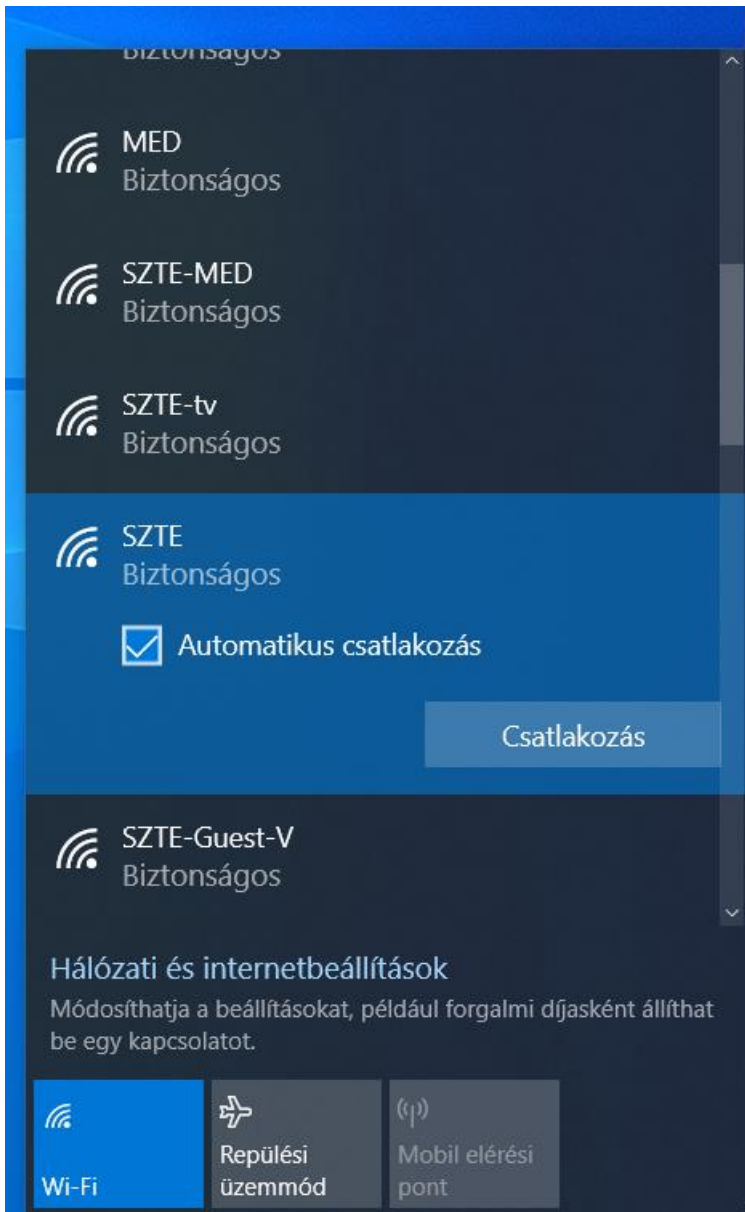 Biztonságos
MED
Biztonságos
SZTE-MED
Biztonságos
SZTE-tv
Biztonságos
SZTE
Biztonságos
Automatikus csatlakozás
Csatlakozás
SZTE-Guest-V
Biztonságos
Hálózati és internetbeállítások
Módosíthatja a beállításokat, például forgalmi díjasként állíthat
be egy kapcsolatot.
Wi-Fi
Repülési
üzemmód
Mobil elérési
pont